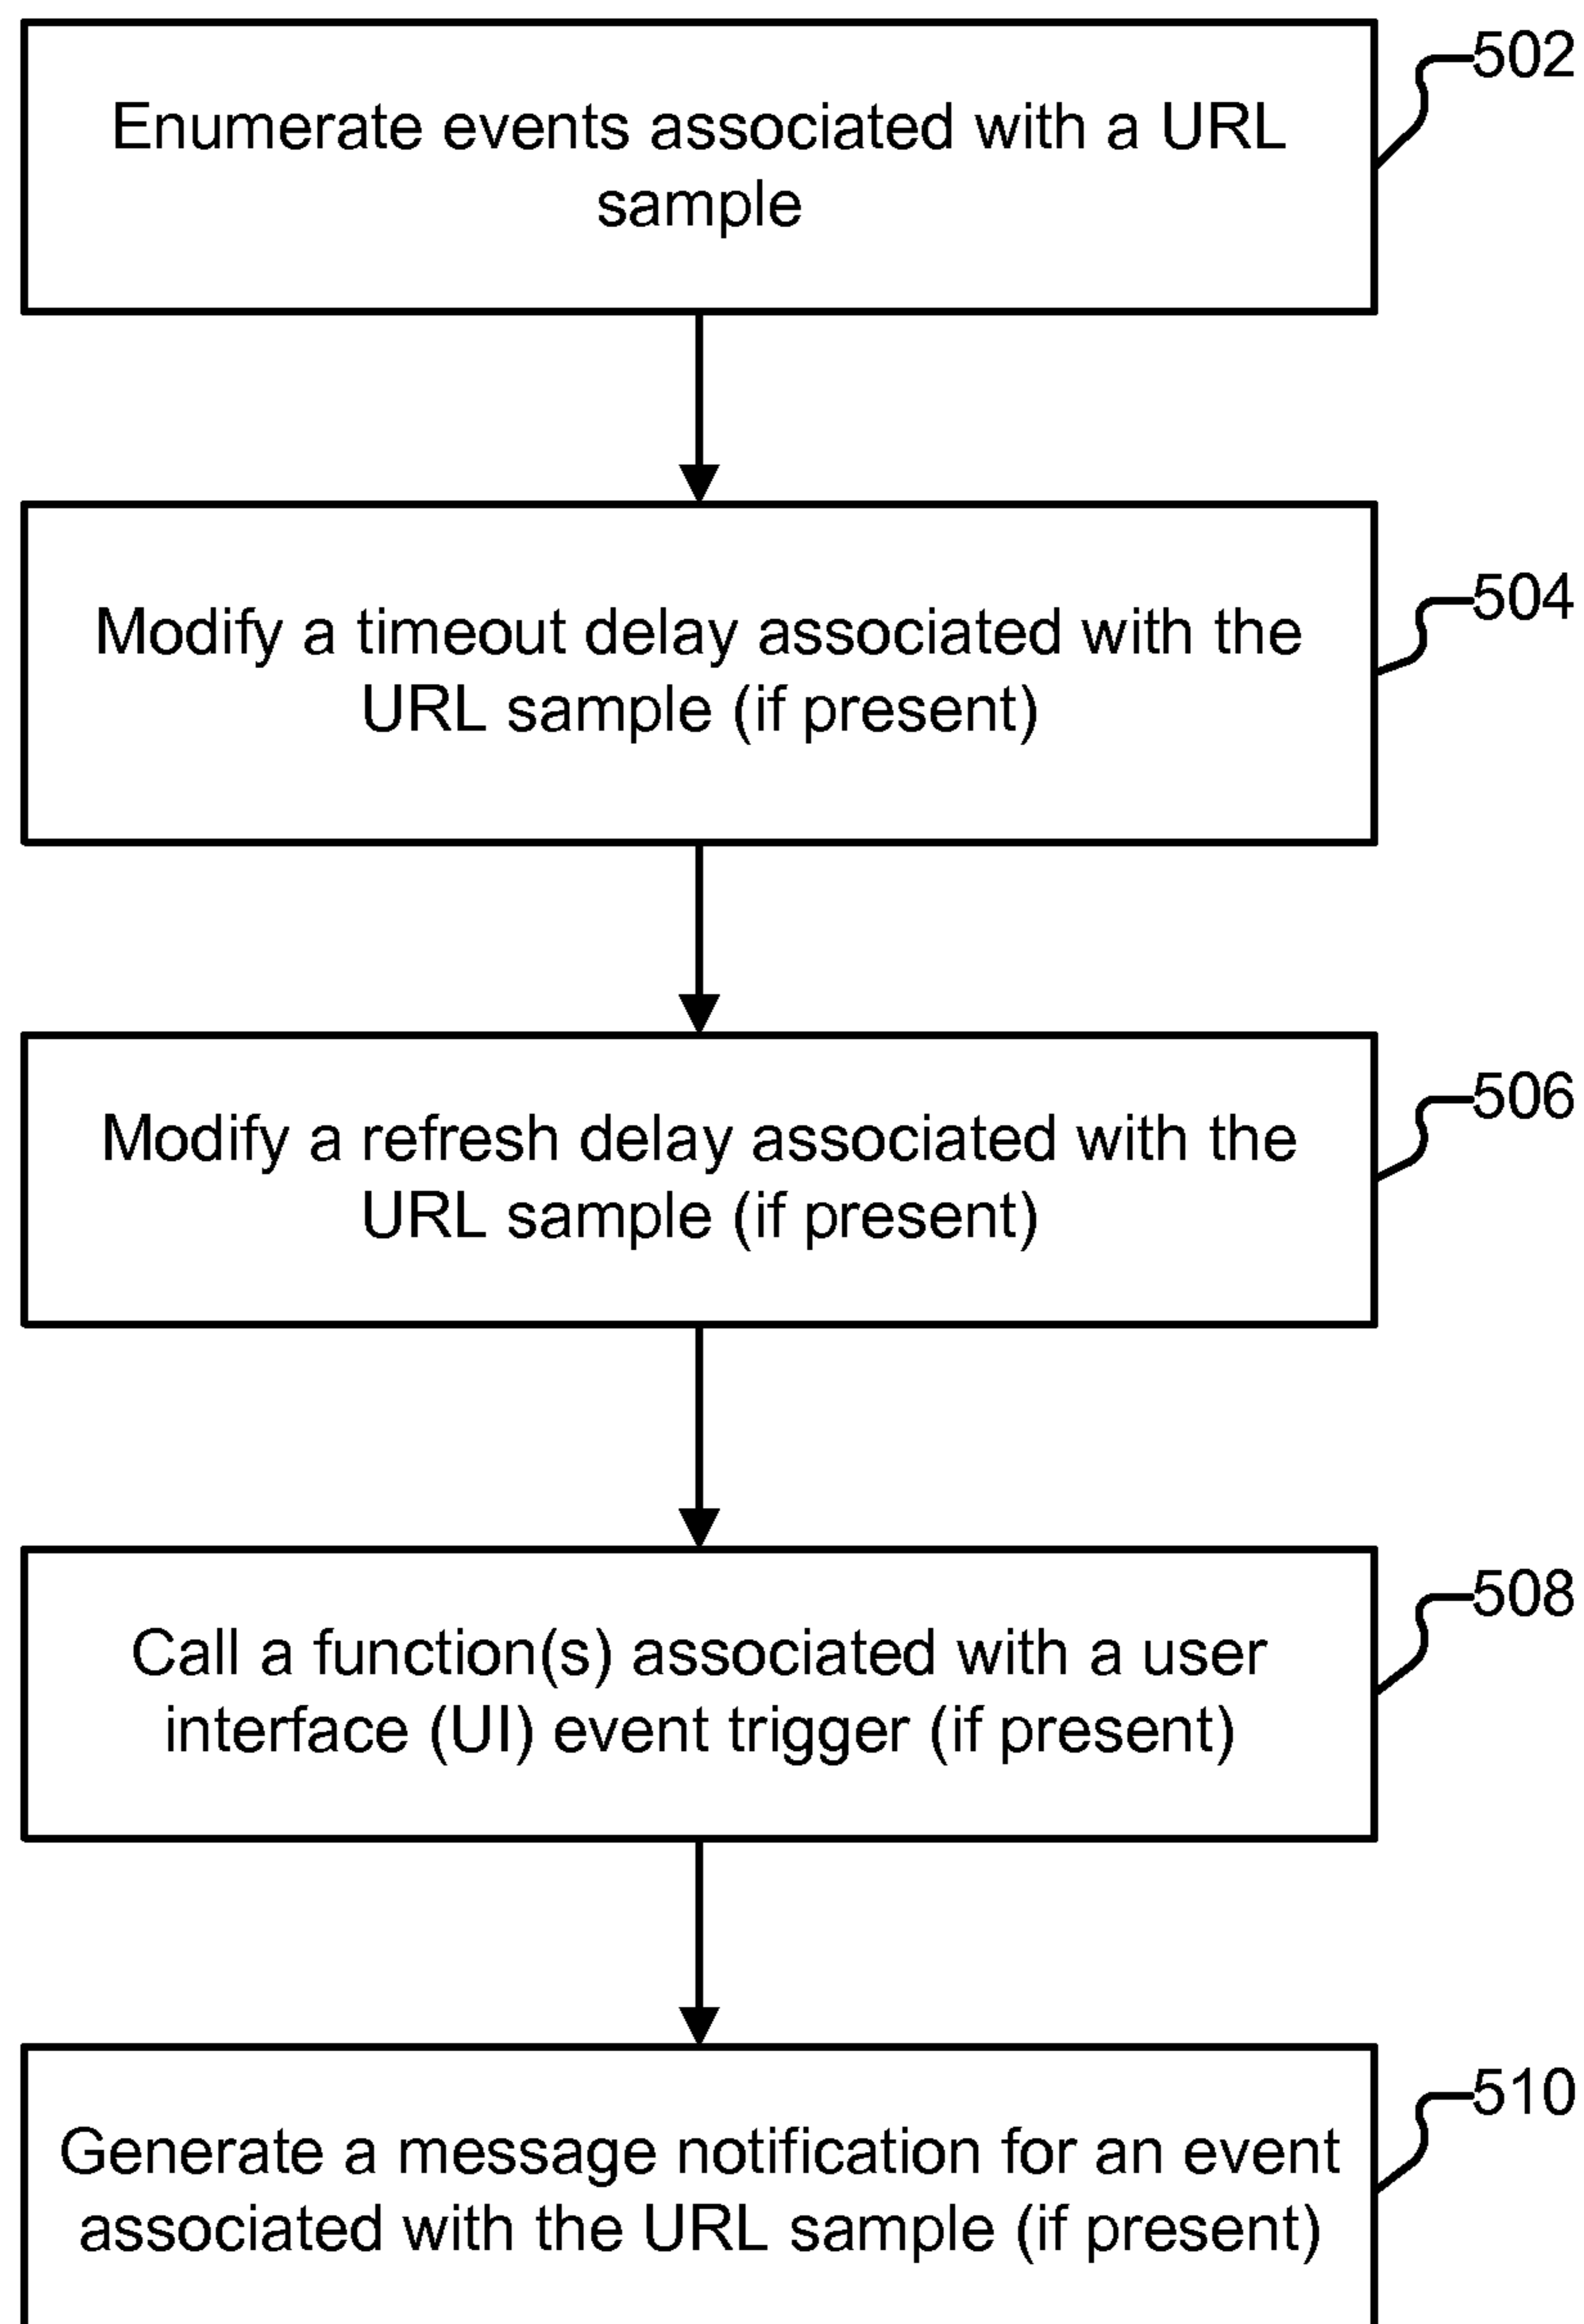 502
Enumerate events associated with a URL
sample
504
Modify a timeout delay associated with the
URL sample (if present)
506
Modify a refresh delay associated with the
URL sample (if present)
508
Call a function(s) associated with a user
interface (UI) event trigger (if present)
510
Generate a message notification for an event
associated with the URL sample (if present)